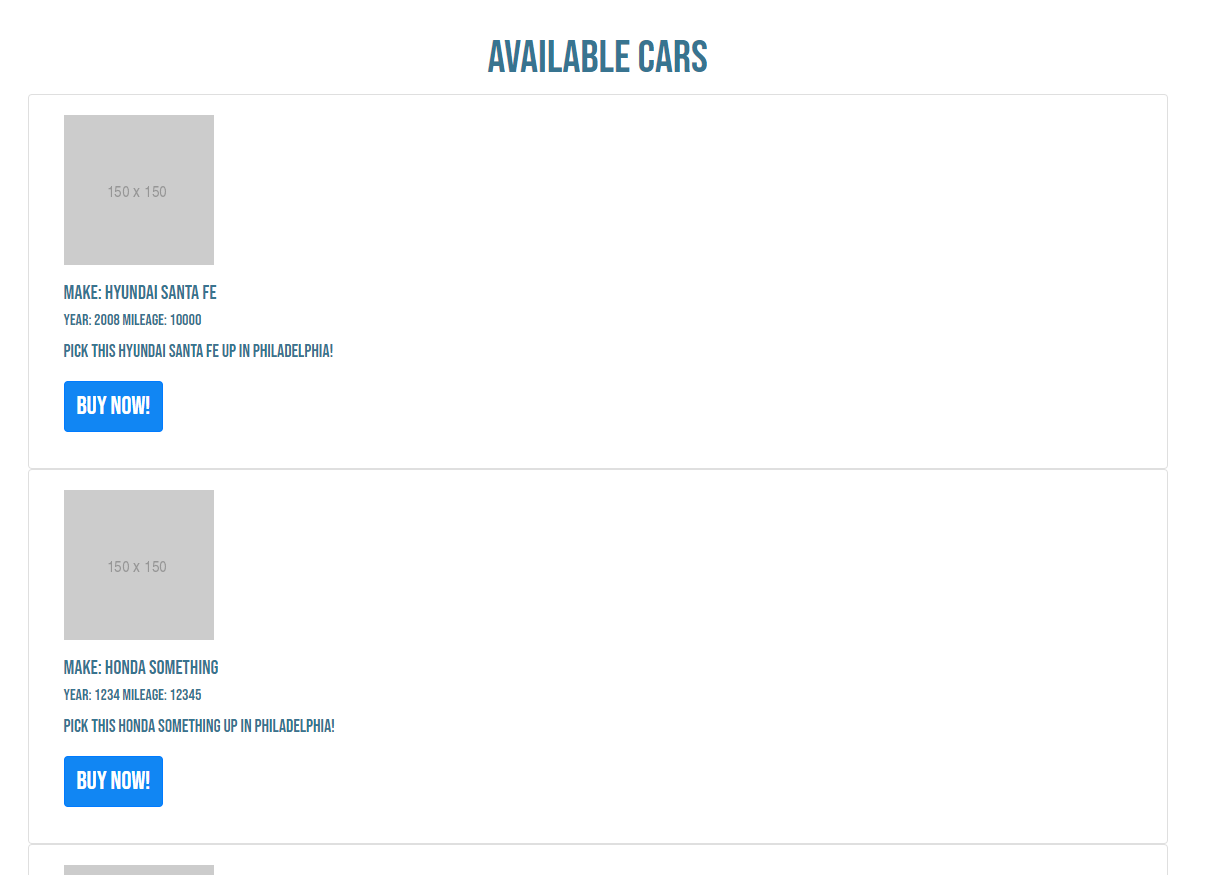 AVAILABLE CARS
150 x 150
MAKE: HYUNDAI SANTA FE
YEAR: 2008 MILEAGE: 10000
PICK THIS HYUNDAI SANTA FE UP IN PHILADELPHIA!
BUY NOW!
150 x 150
MAKE: HONDA SOMETHING
YEAR: 1234 MILEAGE: 12345
PICK THIS HONDA SOMETHING UP IN PHILADELPHIA!
BUY NOW!